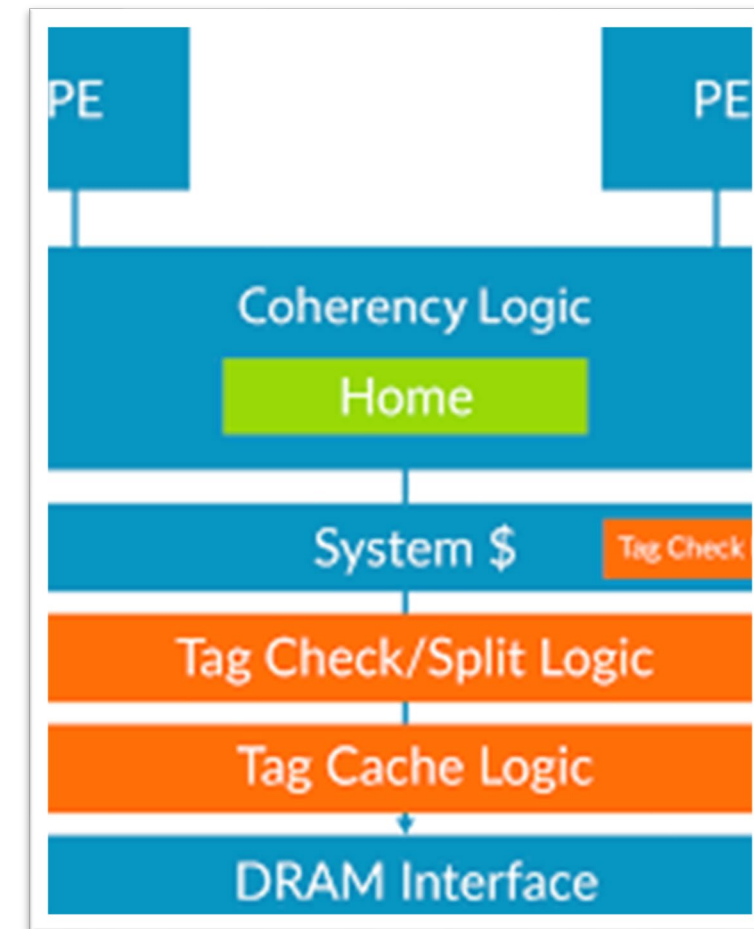 PE
PE
Coherency Logic
Home
System $
Tag Check
Tag Check/Split Logic
Tag Cache Logic
DRAM Interface